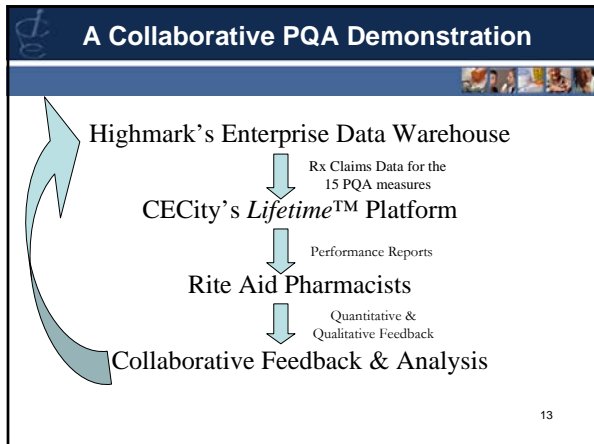 A Collaborative PQA Demonstration
Highmark's Enterprise Data Warehouse
Rx Claims Data for the
15 PQA measures
CECity's Lifetime™ Platform
Performance Reports
Rite Aid Pharmacists
Quantitative &
Qualitative Feedback
Collaborative Feedback & Analysis
13